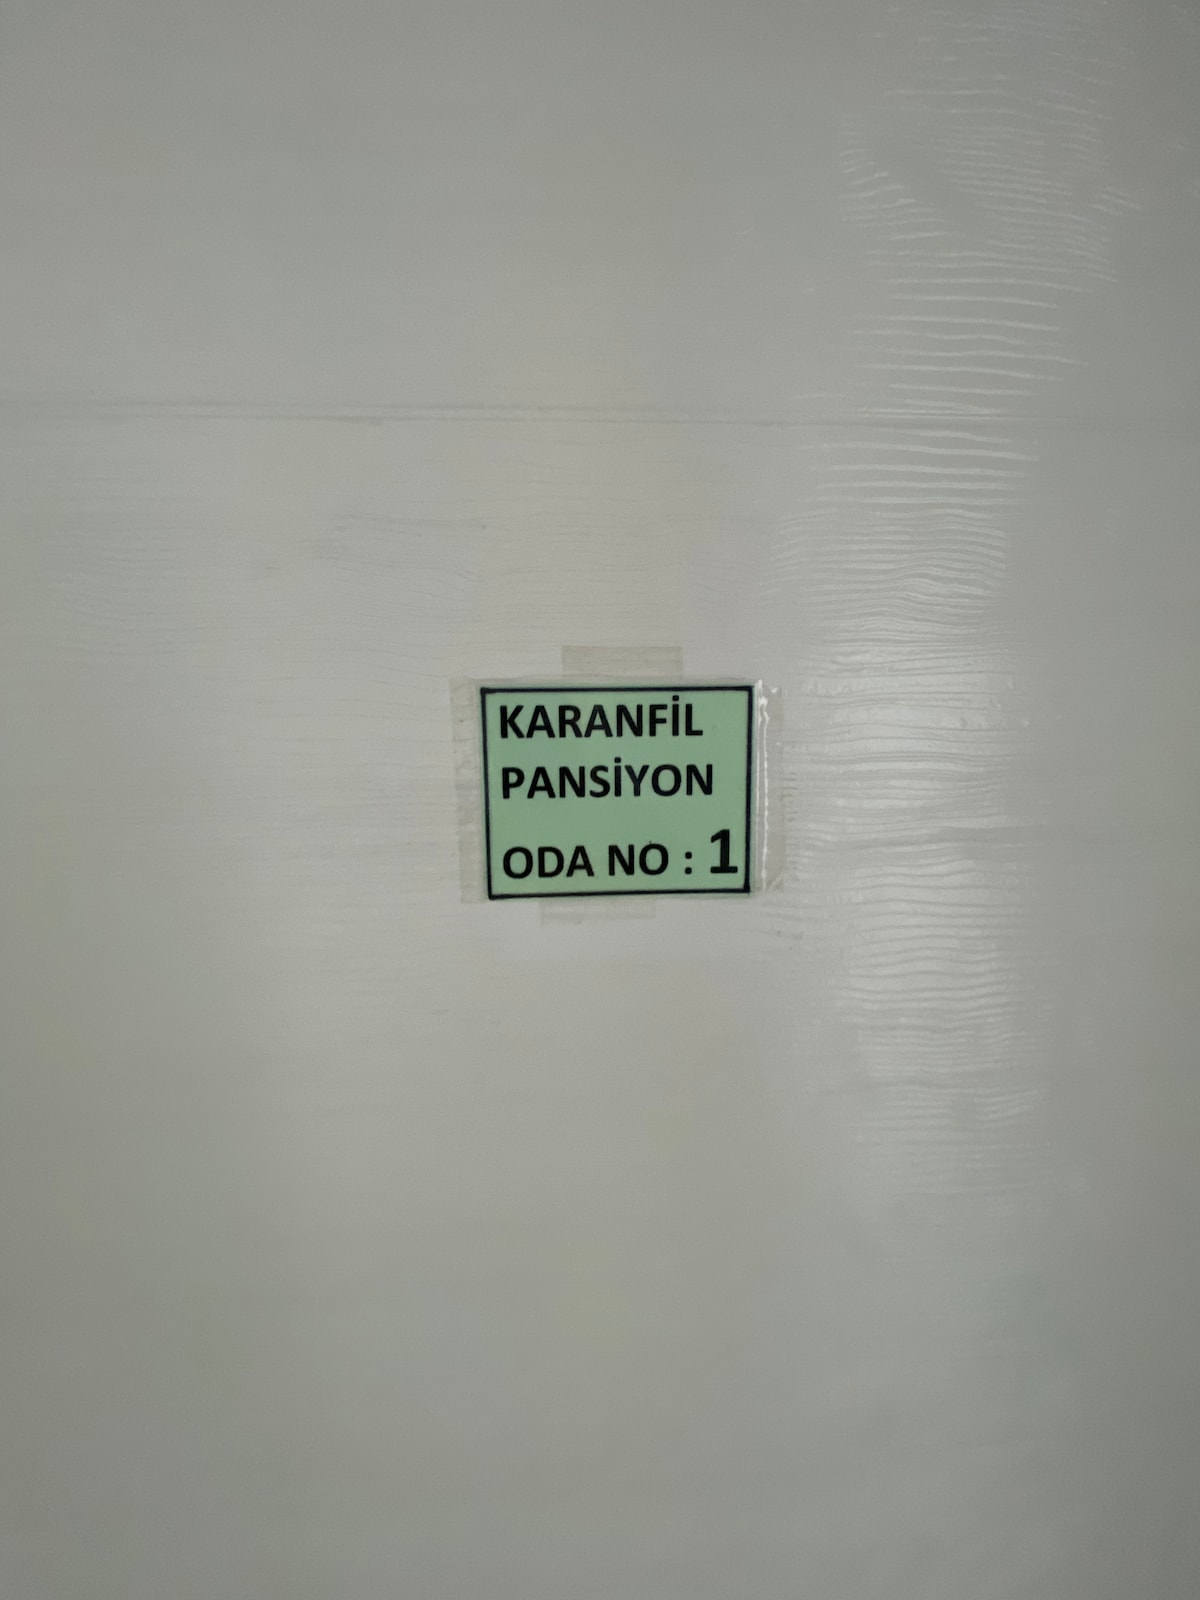 KARANFİL
PANSİYON
ODA NO : 1